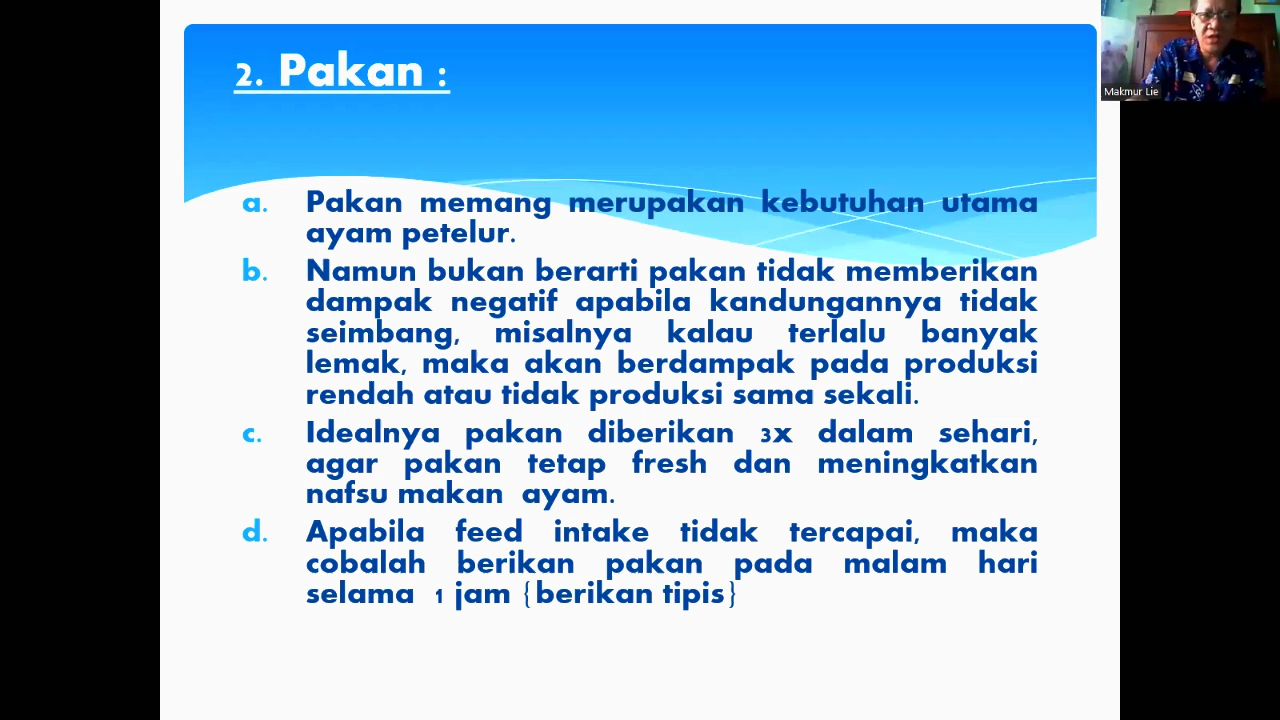 2. Pakan :
Makmur Lie
a. Pakan memang merupakan kebutuhan utama
ayam petelur.
b. Namun bukan berarti pakan tidak memberikan
dampak negatif apabila kandungannya tidak
seimbang, misalnya kalau terlalu banyak
lemak, maka akan berdampak pada produksi
rendah atau tidak produksi sama sekali.
c. Idealnya pakan diberikan 3x dalam sehari,
agar pakan tetap fresh dan meningkatkan
nafsu makan ayam.
d. Apabila feed intake tidak tercapai, maka
cobalah berikan pakan pada malam hari
selama 1 jam {berikan tipis}